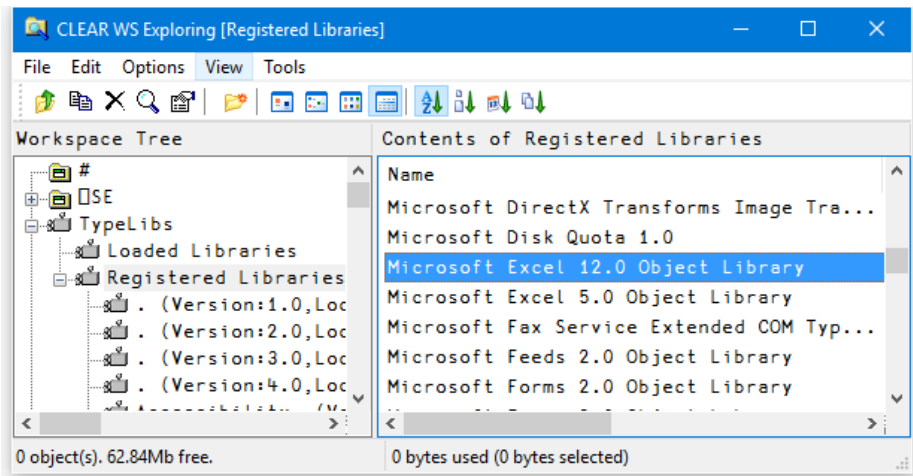 CLEAR WS Exploring [Registered Libraries]
File Edit Options View Tools
Workspace Tree
Contents of Registered Libraries
#
⎕SE
TypeLibs
Loaded Libraries
Registered Libraries
. (Version:1.0,Loc
. (Version:2.0,Loc
. (Version:3.0,Loc
. (Version:4.0,Loc
Name
Microsoft DirectX Transforms Image Tra...
Microsoft Disk Quota 1.0
Microsoft Excel 12.0 Object Library
Microsoft Excel 5.0 Object Library
Microsoft Fax Service Extended COM Typ...
Microsoft Feeds 2.0 Object Library
Microsoft Forms 2.0 Object Library
0 object(s). 62.84Mb free.
0 bytes used (0 bytes selected)